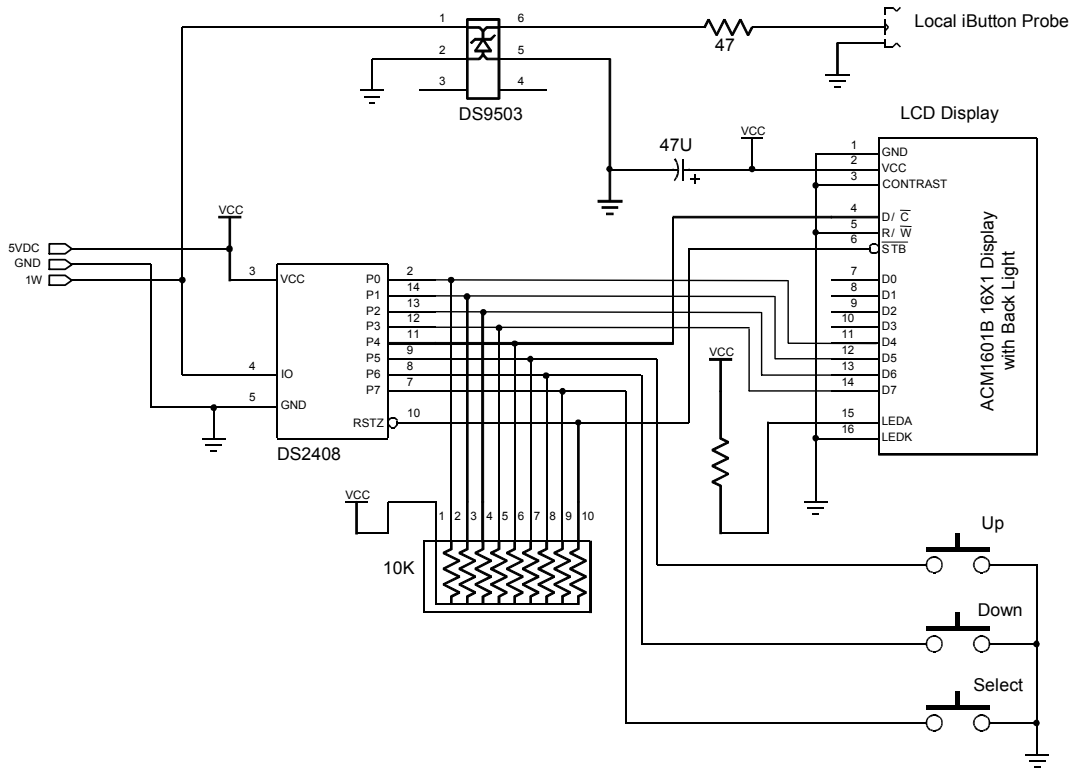 1 6 Local iButton Probe
47
2 5
3 4
DS9503
LCD Display
47U VCC
+
ACM1601B 16X1 Display
with Back Light
1 GND
2 VCC
3 CONTRAST
4 D/ C
5 R/ W
6 STB
7 D0
8 D1
9 D2
10 D3
11 D4
12 D5
13 D6
14 D7
15 LEDA
16 LEDK
VCC
5VDC
GND
1W
3 VCC
4 IO
5 GND
P0 2
P1 14
P2 13
P3 12
P4 11
P5 9
P6 8
P7 7
RSTZ 10
DS2408
VCC
VCC
1 2 3 4 5 6 7 8 9 10
10K
Up
Down
Select